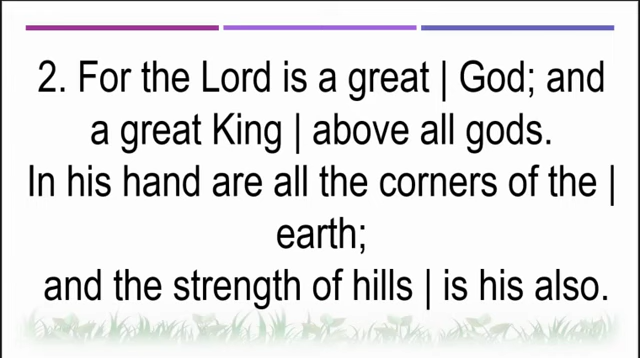 2. For the Lord is a great | God; and
a great King | above all gods.
In his hand are all the corners of the |
earth;
and the strength of hills | is his also.